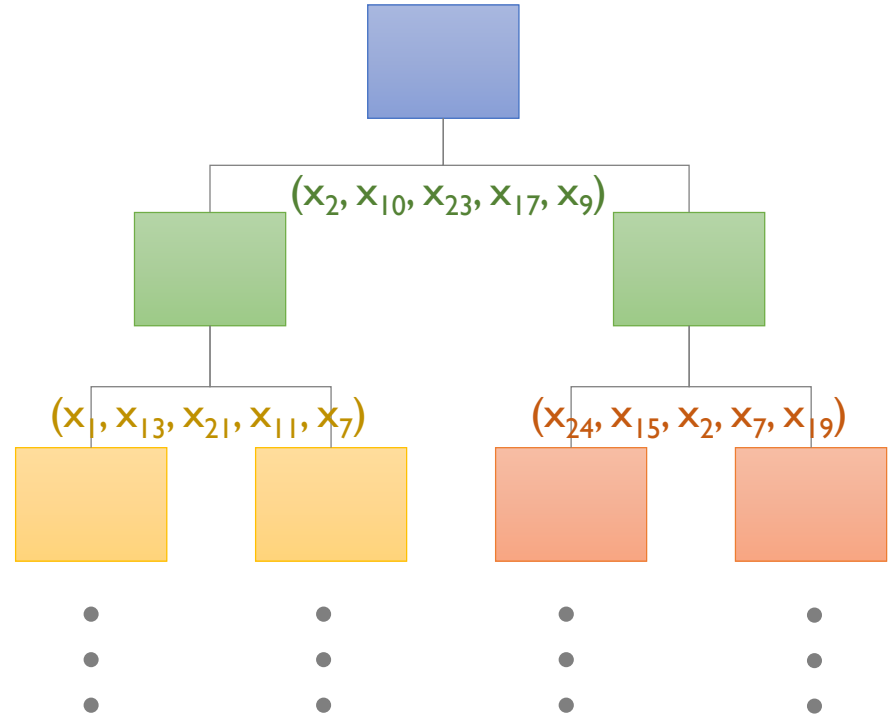 (x₂, x₁₀, x₂₃, x₁₇, x₉)
(x₁, x₁₃, x₂₁, x₁₁, x₇)
(x₂₄, x₁₅, x₂, x₇, x₁₉)